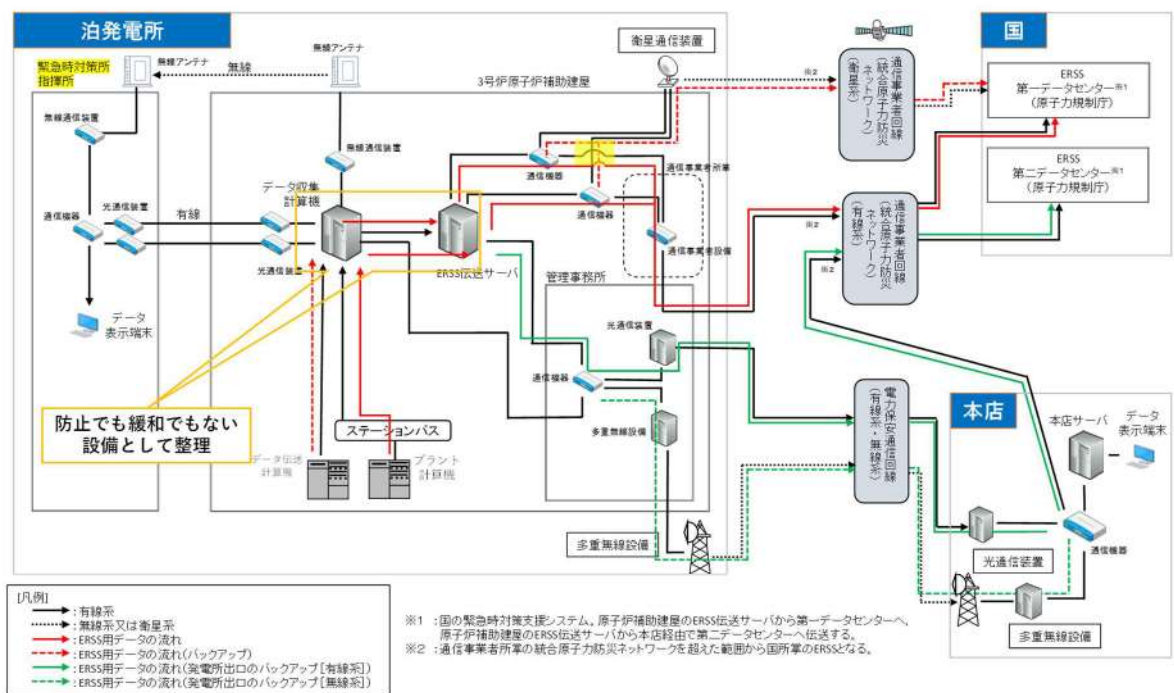 泊発電所
緊急時対策所
指揮所
無線アンテナ
無線
無線アンテナ
衛星通信装置
3号炉原子炉補助建屋
無線通信装置
無線通信装置
通信機器
通信事業者所掌
データ収集
計算機
通信機器
光通信装置
有線
通信機器
通信事業者設備
光通信装置
ERSS伝送サーバ
管理事務所
光通信装置
データ
表示端末
通信機器
防止でも緩和でもない
設備として整理
ステーションバス
多重無線設備
データ伝送
計算機
プラント
計算機
多重無線設備
※2
通信事業者回線
(統合原子力防災
ネットワーク)
(衛星系)
国
ERSS
第一データセンター※1
(原子力規制庁)
ERSS
第二データセンター※1
(原子力規制庁)
※2
通信事業者回線
(統合原子力防災
ネットワーク)
(有線系)
※2
電力保安通信回線
(有線系・無線系)
本店
本店サーバ
データ
表示端末
通信機器
光通信装置
多重無線設備
[凡例]
:有線系
:無線系又は衛星系
:ERSS用データの流れ
:ERSS用データの流れ(バックアップ)
:ERSS用データの流れ(発電所出口のバックアップ[有線系])
:ERSS用データの流れ(発電所出口のバックアップ[無線系])
※1 :国の緊急時対策支援システム。原子炉補助建屋のERSS伝送サーバから第一データセンターへ、
原子炉補助建屋のERSS伝送サーバから本店経由で第二データセンターへ伝送する。
※2 :通信事業者所掌の統合原子力防災ネットワークを超えた範囲から国所掌のERSSとなる。